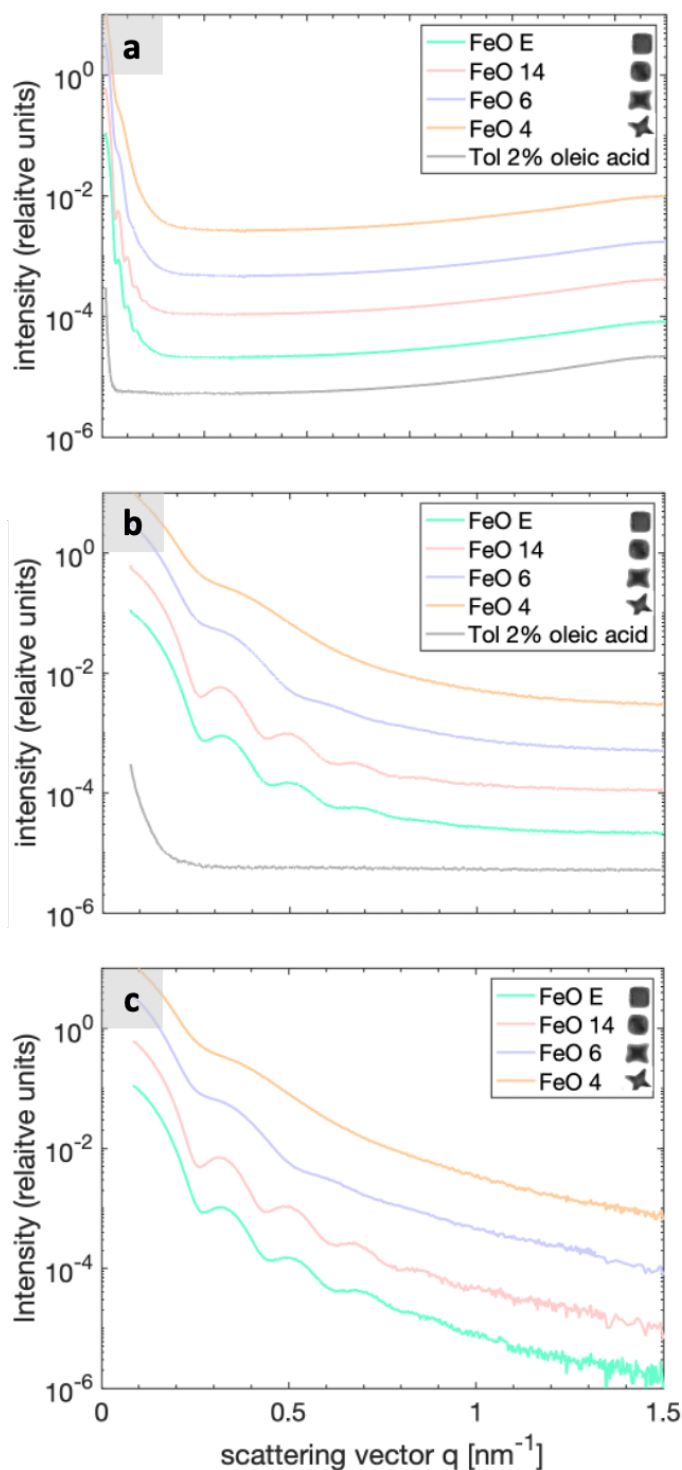 a
FeO E
FeO 14
FeO 6
FeO 4
Tol 2% oleic acid
10^0
10^-2
10^-4
10^-6
intensity (relaitve units)
b
FeO E
FeO 14
FeO 6
FeO 4
Tol 2% oleic acid
10^0
10^-2
10^-4
10^-6
intensity (relaitve units)
c
FeO E
FeO 14
FeO 6
FeO 4
10^0
10^-2
10^-4
10^-6
Intensity (relaitve units)
0 0.5 1 1.5
scattering vector q [nm^-1]